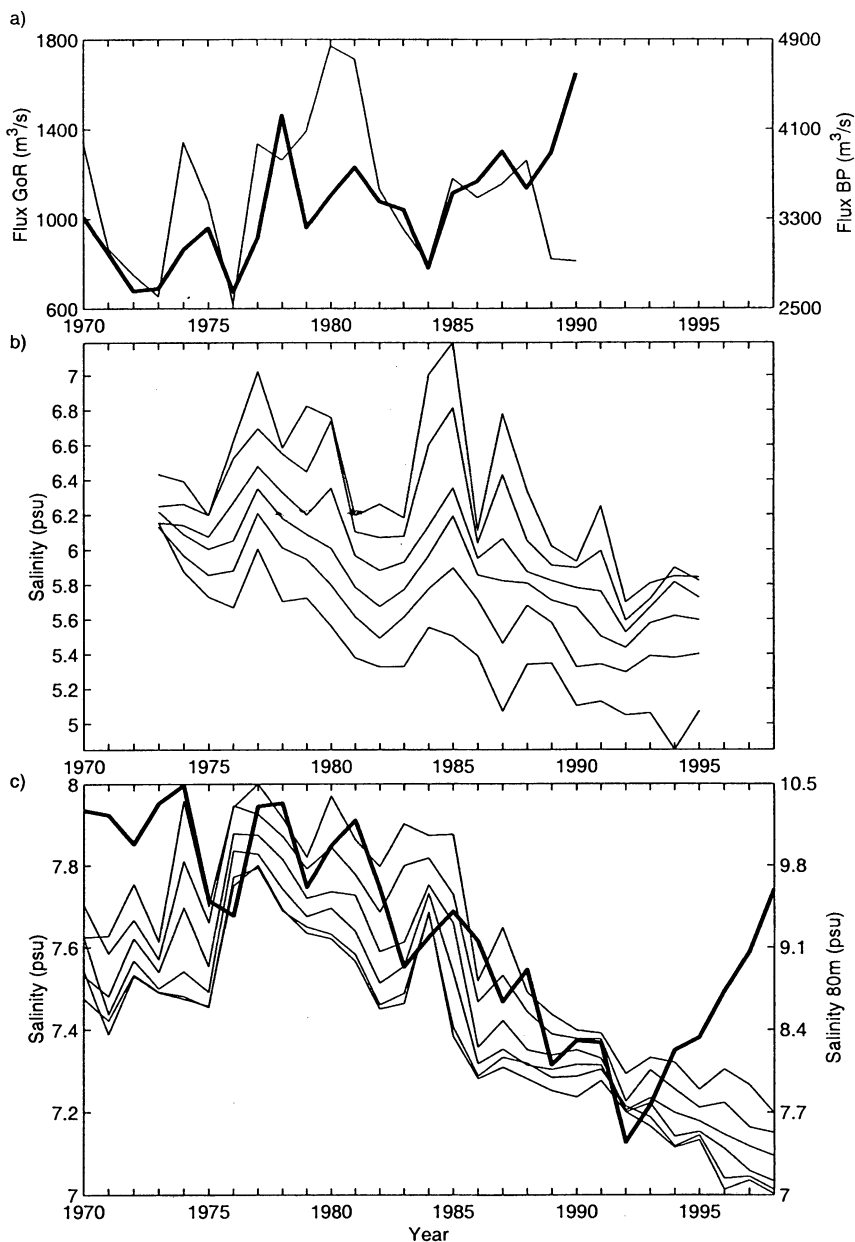 a)
1800
1400
1000
600
Flux GoR (m³/s)
4900
4100
3300
2500
Flux BP (m³/s)
1970 1975 1980 1985 1990 1995
b)
7
6.8
6.6
6.4
6.2
6
5.8
5.6
5.4
5.2
5
Salinity (psu)
1970 1975 1980 1985 1990 1995
c)
8
7.8
7.6
7.4
7.2
7
Salinity (psu)
10.5
9.8
9.1
8.4
7.7
7
Salinity 80m (psu)
1970 1975 1980 1985 1990 1995
Year